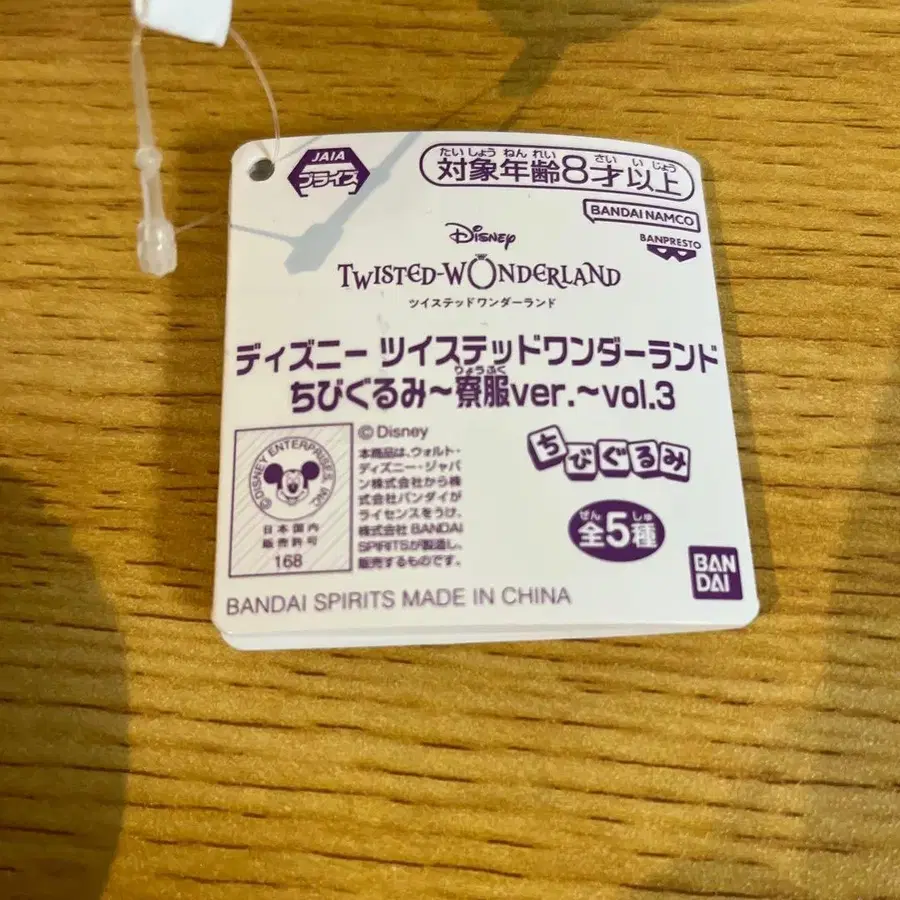 JAIA
プライズ
たいしょうねんれい さいいじょう
対象年齢8才以上
BANDAI NAMCO
BANPRESTO
Disney
TWISTED-WONDERLAND
ツイステッドワンダーランド
ディズニー ツイステッドワンダーランド
りょうふく
ちびぐるみ～寮服ver.～vol.3
©Disney
本商品は、ウォルト・
ディズニー・ジャパ
ン株式会社から株
式会社バンダイが
ライセンスをうけ、
株式会社 BANDAI
SPIRITSが製造し、
販売するものです。
©DISNEY ENTERPRISES, INC.
日本国内
販売許可
168
ちびぐるみ
ぜん しゅ
全5種
BAN
DAI
BANDAI SPIRITS MADE IN CHINA